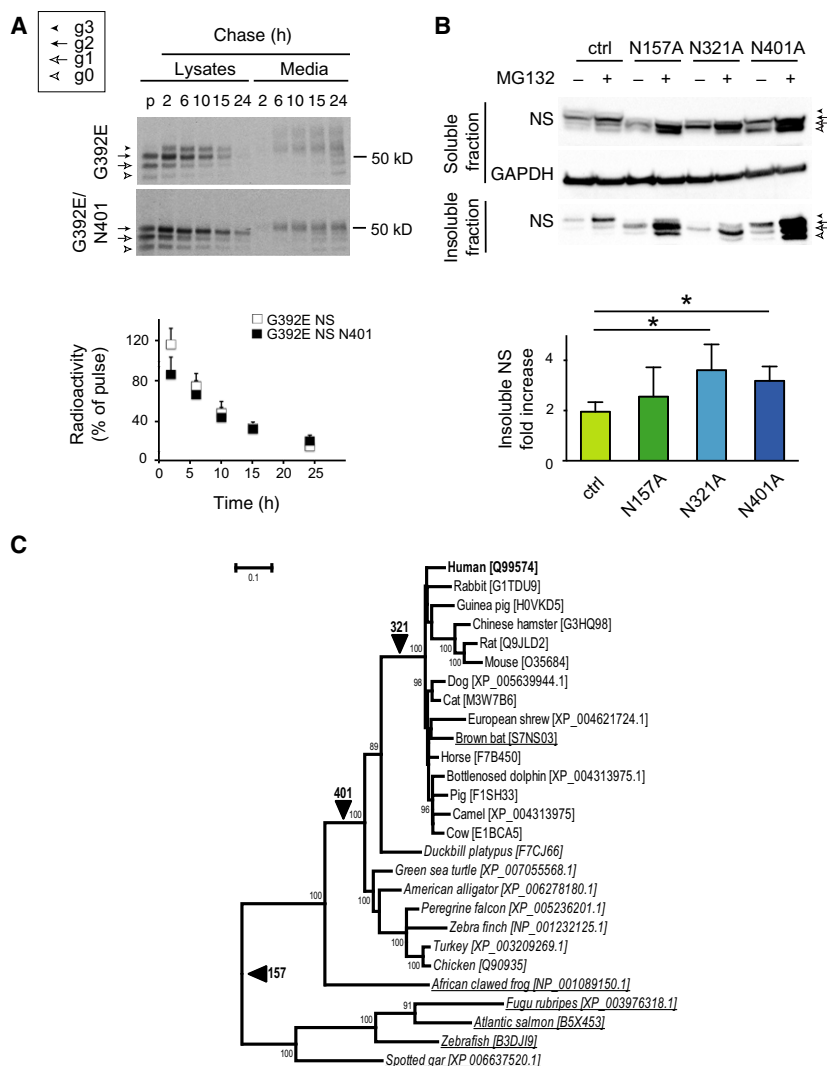 A
g3
g2
g1
g0
Chase (h)
Lysates Media
p 2 6 10 15 24 2 6 10 15 24
G392E
50 kD
G392E/
N401
50 kD
G392E NS
G392E NS N401
Radioactivity
(% of pulse)
120
80
40
0
0 5 10 15 20 25
Time (h)
B
ctrl N157A N321A N401A
MG132 – + – + – + – +
Soluble
fraction
NS
GAPDH
Insoluble
fraction
NS
* *
Insoluble NS
fold increase
4
2
0
ctrl
N157A
N321A
N401A
C
0.1
Human [Q99574]
Rabbit [G1TDU9]
Guinea pig [H0VKD5]
Chinese hamster [G3HQ98]
321
100
Rat [Q9JLD2]
100
100
Mouse [O35684]
98
Dog [XP_005639944.1]
Cat [M3W7B6]
European shrew [XP_004621724.1]
Brown bat [S7NS03]
89
Horse [F7B450]
Bottlenosed dolphin [XP_004313975.1]
401
Pig [F1SH33]
96
Camel [XP_004313975]
100
Cow [E1BCA5]
Duckbill platypus [F7CJ66]
Green sea turtle [XP_007055568.1]
American alligator [XP_006278180.1]
100
Peregrine falcon [XP_005236201.1]
Zebra finch [NP_001232125.1]
100
Turkey [XP_003209269.1]
100
Chicken [Q90935]
157
African clawed frog [NP_001089150.1]
91
Fugu rubripes [XP_003976318.1]
100
Atlantic salmon [B5X453]
Zebrafish [B3DJI9]
100
Spotted gar [XP 006637520.1]